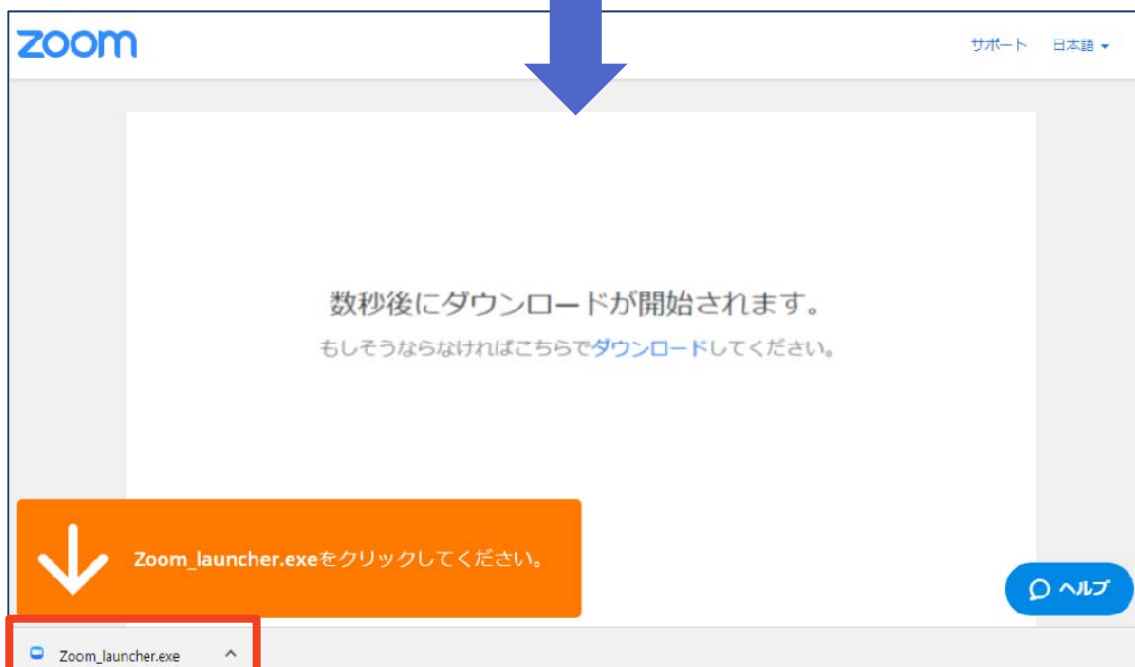 zoom
サポート 日本語
数秒後にダウンロードが開始されます。
もしそうならなければこちらでダウンロードしてください。
Zoom_launcher.exeをクリックしてください。
ヘルプ
Zoom_launcher.exe